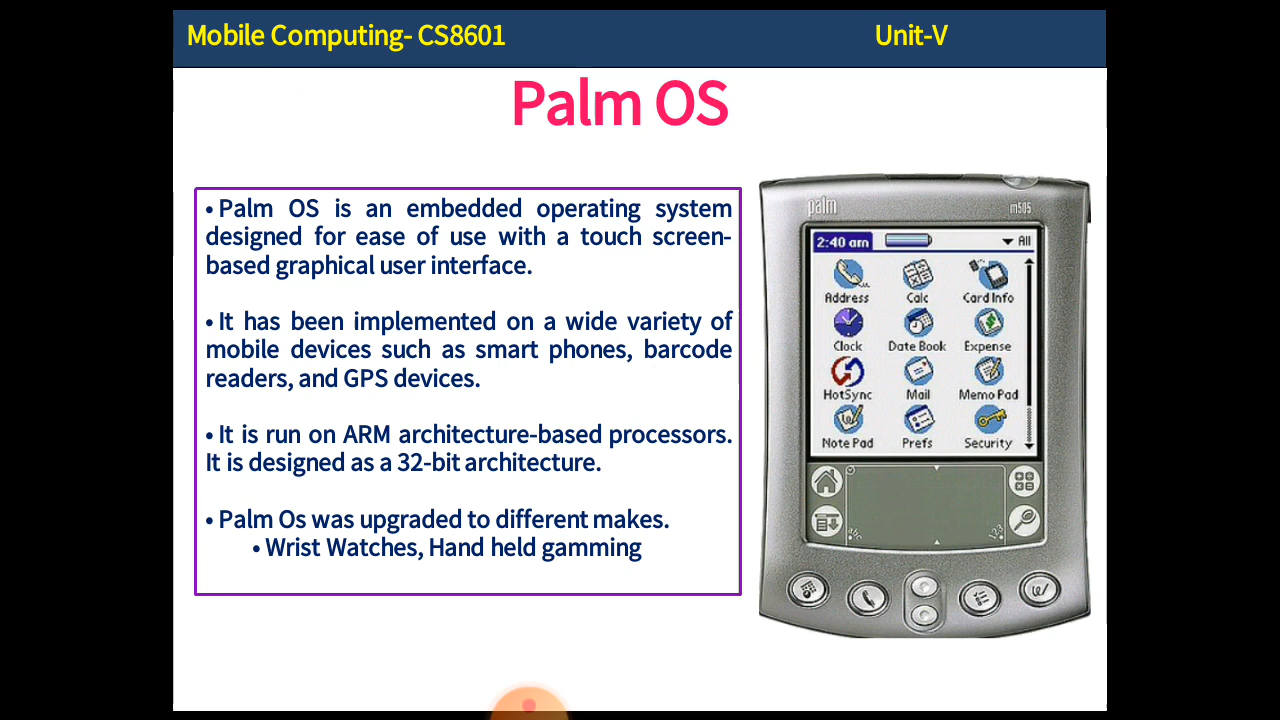 Mobile Computing- CS8601 Unit-V
Palm OS
• Palm OS is an embedded operating system
designed for ease of use with a touch screen-
based graphical user interface.
• It has been implemented on a wide variety of
mobile devices such as smart phones, barcode
readers, and GPS devices.
• It is run on ARM architecture-based processors.
It is designed as a 32-bit architecture.
• Palm Os was upgraded to different makes.
• Wrist Watches, Hand held gamming
palm m505
2:40 am All
Address Calc Card Info
Clock Date Book Expense
HotSync Mail Memo Pad
Note Pad Prefs Security
abc 123